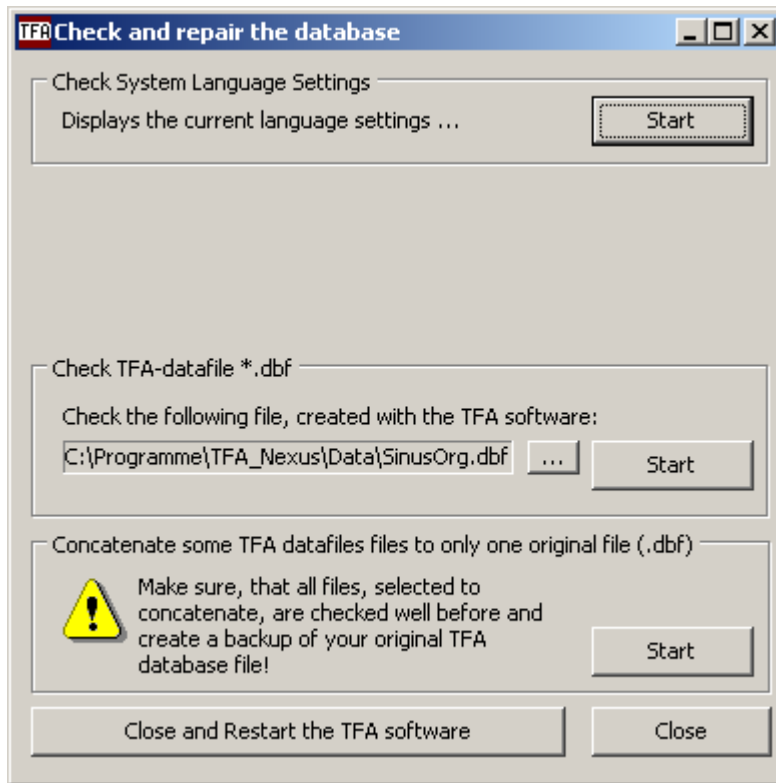 TFA Check and repair the database
Check System Language Settings
Displays the current language settings ...
Start
Check TFA-datafile *.dbf
Check the following file, created with the TFA software:
C:\Programme\TFA_Nexus\Data\SinusOrg.dbf
...
Start
Concatenate some TFA datafiles files to only one original file (.dbf)
Make sure, that all files, selected to
concatenate, are checked well before and
create a backup of your original TFA
database file!
Start
Close and Restart the TFA software
Close